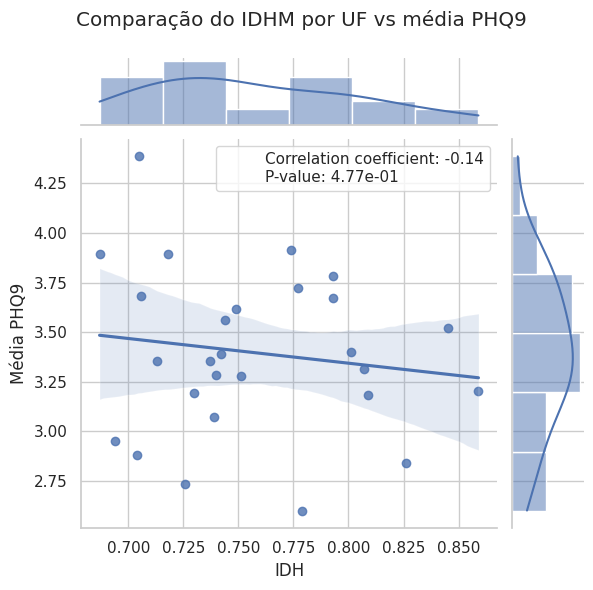 Comparação do IDHM por UF vs média PHQ9
Correlation coefficient: -0.14
P-value: 4.77e-01
Média PHQ9
4.25
4.00
3.75
3.50
3.25
3.00
2.75
0.700 0.725 0.750 0.775 0.800 0.825 0.850
IDH